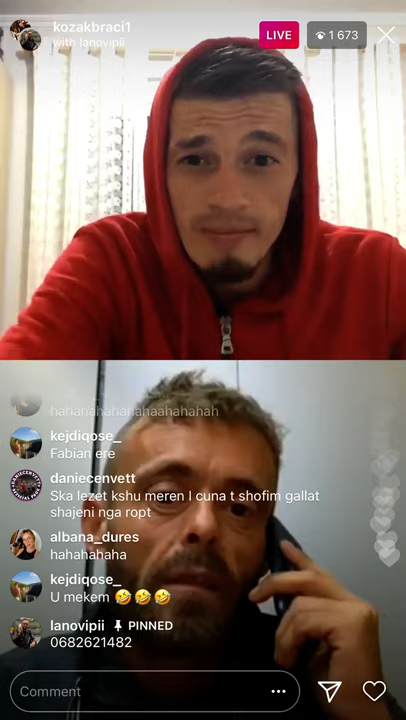 kozakbraci1
with lanovipii
LIVE
1 673
hahanahahahahaahahahah
kejdiqose_
Fabian ere
daniecenvett
Ska lezet kshu meren l cuna t shofim gallat
shajeni nga ropt
albana_dures
hahahahaha
kejdiqose_
U mekem 🤣🤣🤣
lanovipii PINNED
0682621482
Comment